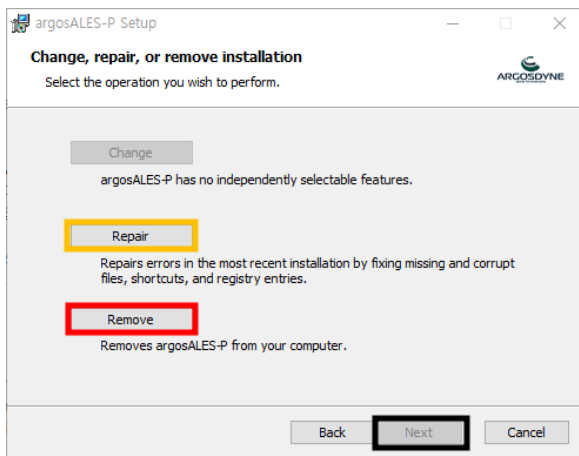 argosALES-P Setup
Change, repair, or remove installation
Select the operation you wish to perform.
ARGOSDYNE
Change
argosALES-P has no independently selectable features.
Repair
Repairs errors in the most recent installation by fixing missing and corrupt
files, shortcuts, and registry entries.
Remove
Removes argosALES-P from your computer.
Back
Next
Cancel